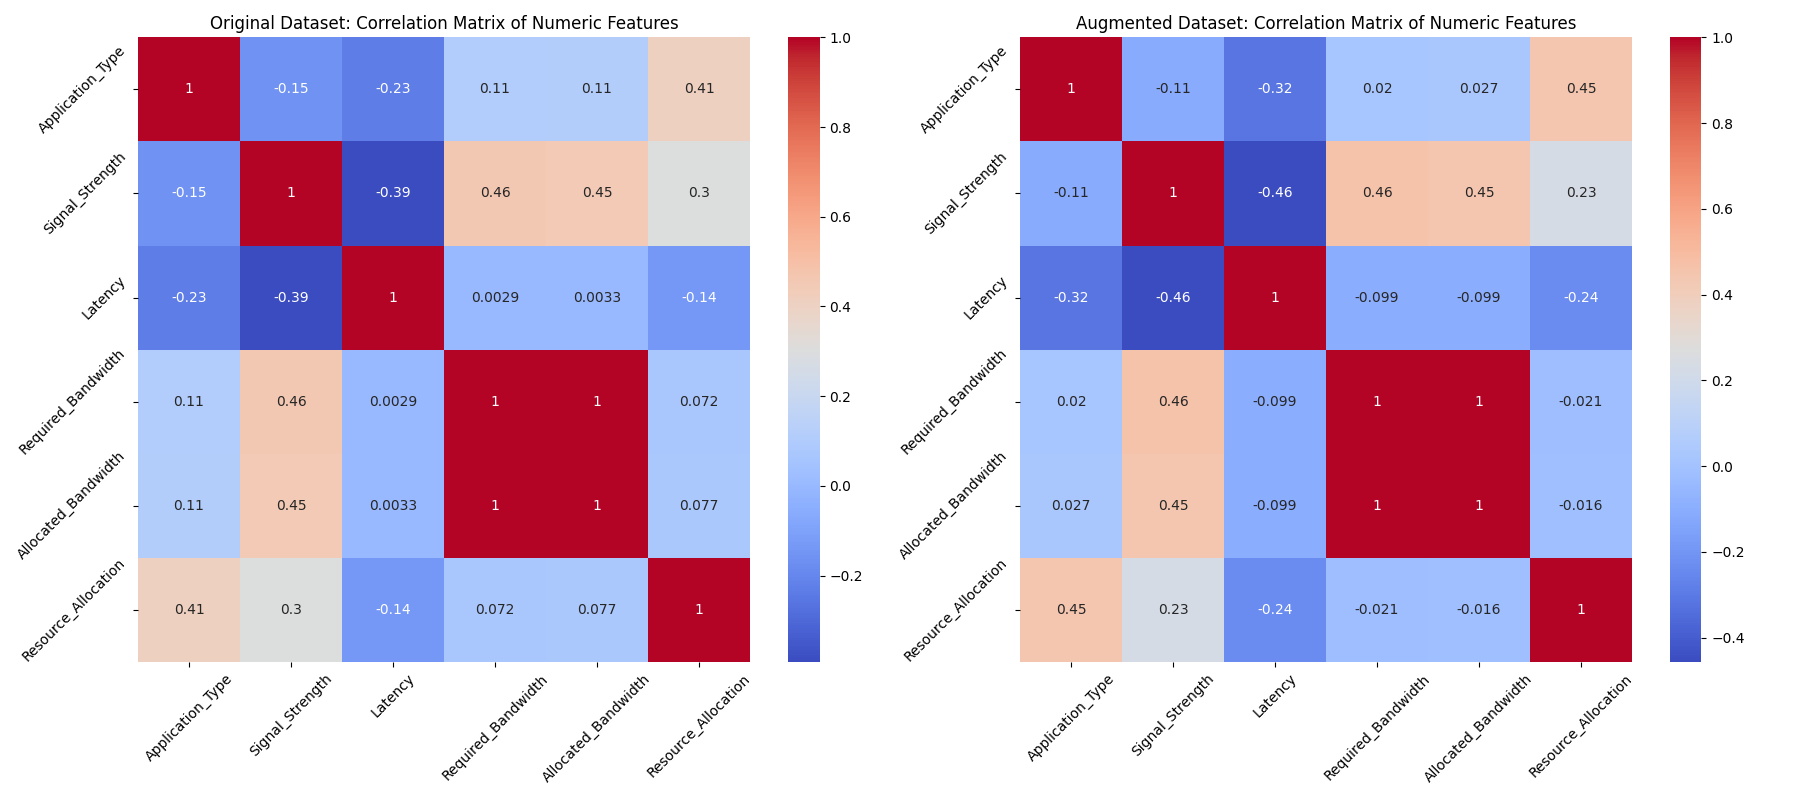 Original Dataset: Correlation Matrix of Numeric Features
Application_Type
1 -0.15 -0.23 0.11 0.11 0.41
Signal_Strength
-0.15 1 -0.39 0.46 0.45 0.3
Latency
-0.23 -0.39 1 0.0029 0.0033 -0.14
Required_Bandwidth
0.11 0.46 0.0029 1 1 0.072
Allocated_Bandwidth
0.11 0.45 0.0033 1 1 0.077
Resource_Allocation
0.41 0.3 -0.14 0.072 0.077 1
Application_Type
Signal_Strength
Latency
Required_Bandwidth
Allocated_Bandwidth
Resource_Allocation
1.0
0.8
0.6
0.4
0.2
0.0
−0.2
Augmented Dataset: Correlation Matrix of Numeric Features
Application_Type
1 -0.11 -0.32 0.02 0.027 0.45
Signal_Strength
-0.11 1 -0.46 0.46 0.45 0.23
Latency
-0.32 -0.46 1 -0.099 -0.099 -0.24
Required_Bandwidth
0.02 0.46 -0.099 1 1 -0.021
Allocated_Bandwidth
0.027 0.45 -0.099 1 1 -0.016
Resource_Allocation
0.45 0.23 -0.24 -0.021 -0.016 1
Application_Type
Signal_Strength
Latency
Required_Bandwidth
Allocated_Bandwidth
Resource_Allocation
1.0
0.8
0.6
0.4
0.2
0.0
−0.2
−0.4